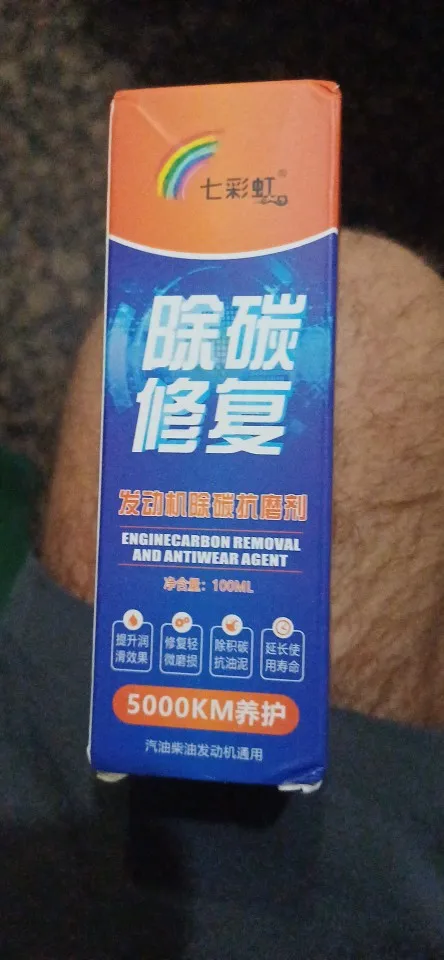 七彩虹®
除碳
修复
发动机除碳抗磨剂
ENGINECARBON REMOVAL
AND ANTIWEAR AGENT
净含量：100ML
提升润
滑效果
修复轻
微磨损
除积碳
抗油泥
延长使
用寿命
5000KM养护
汽油柴油发动机通用